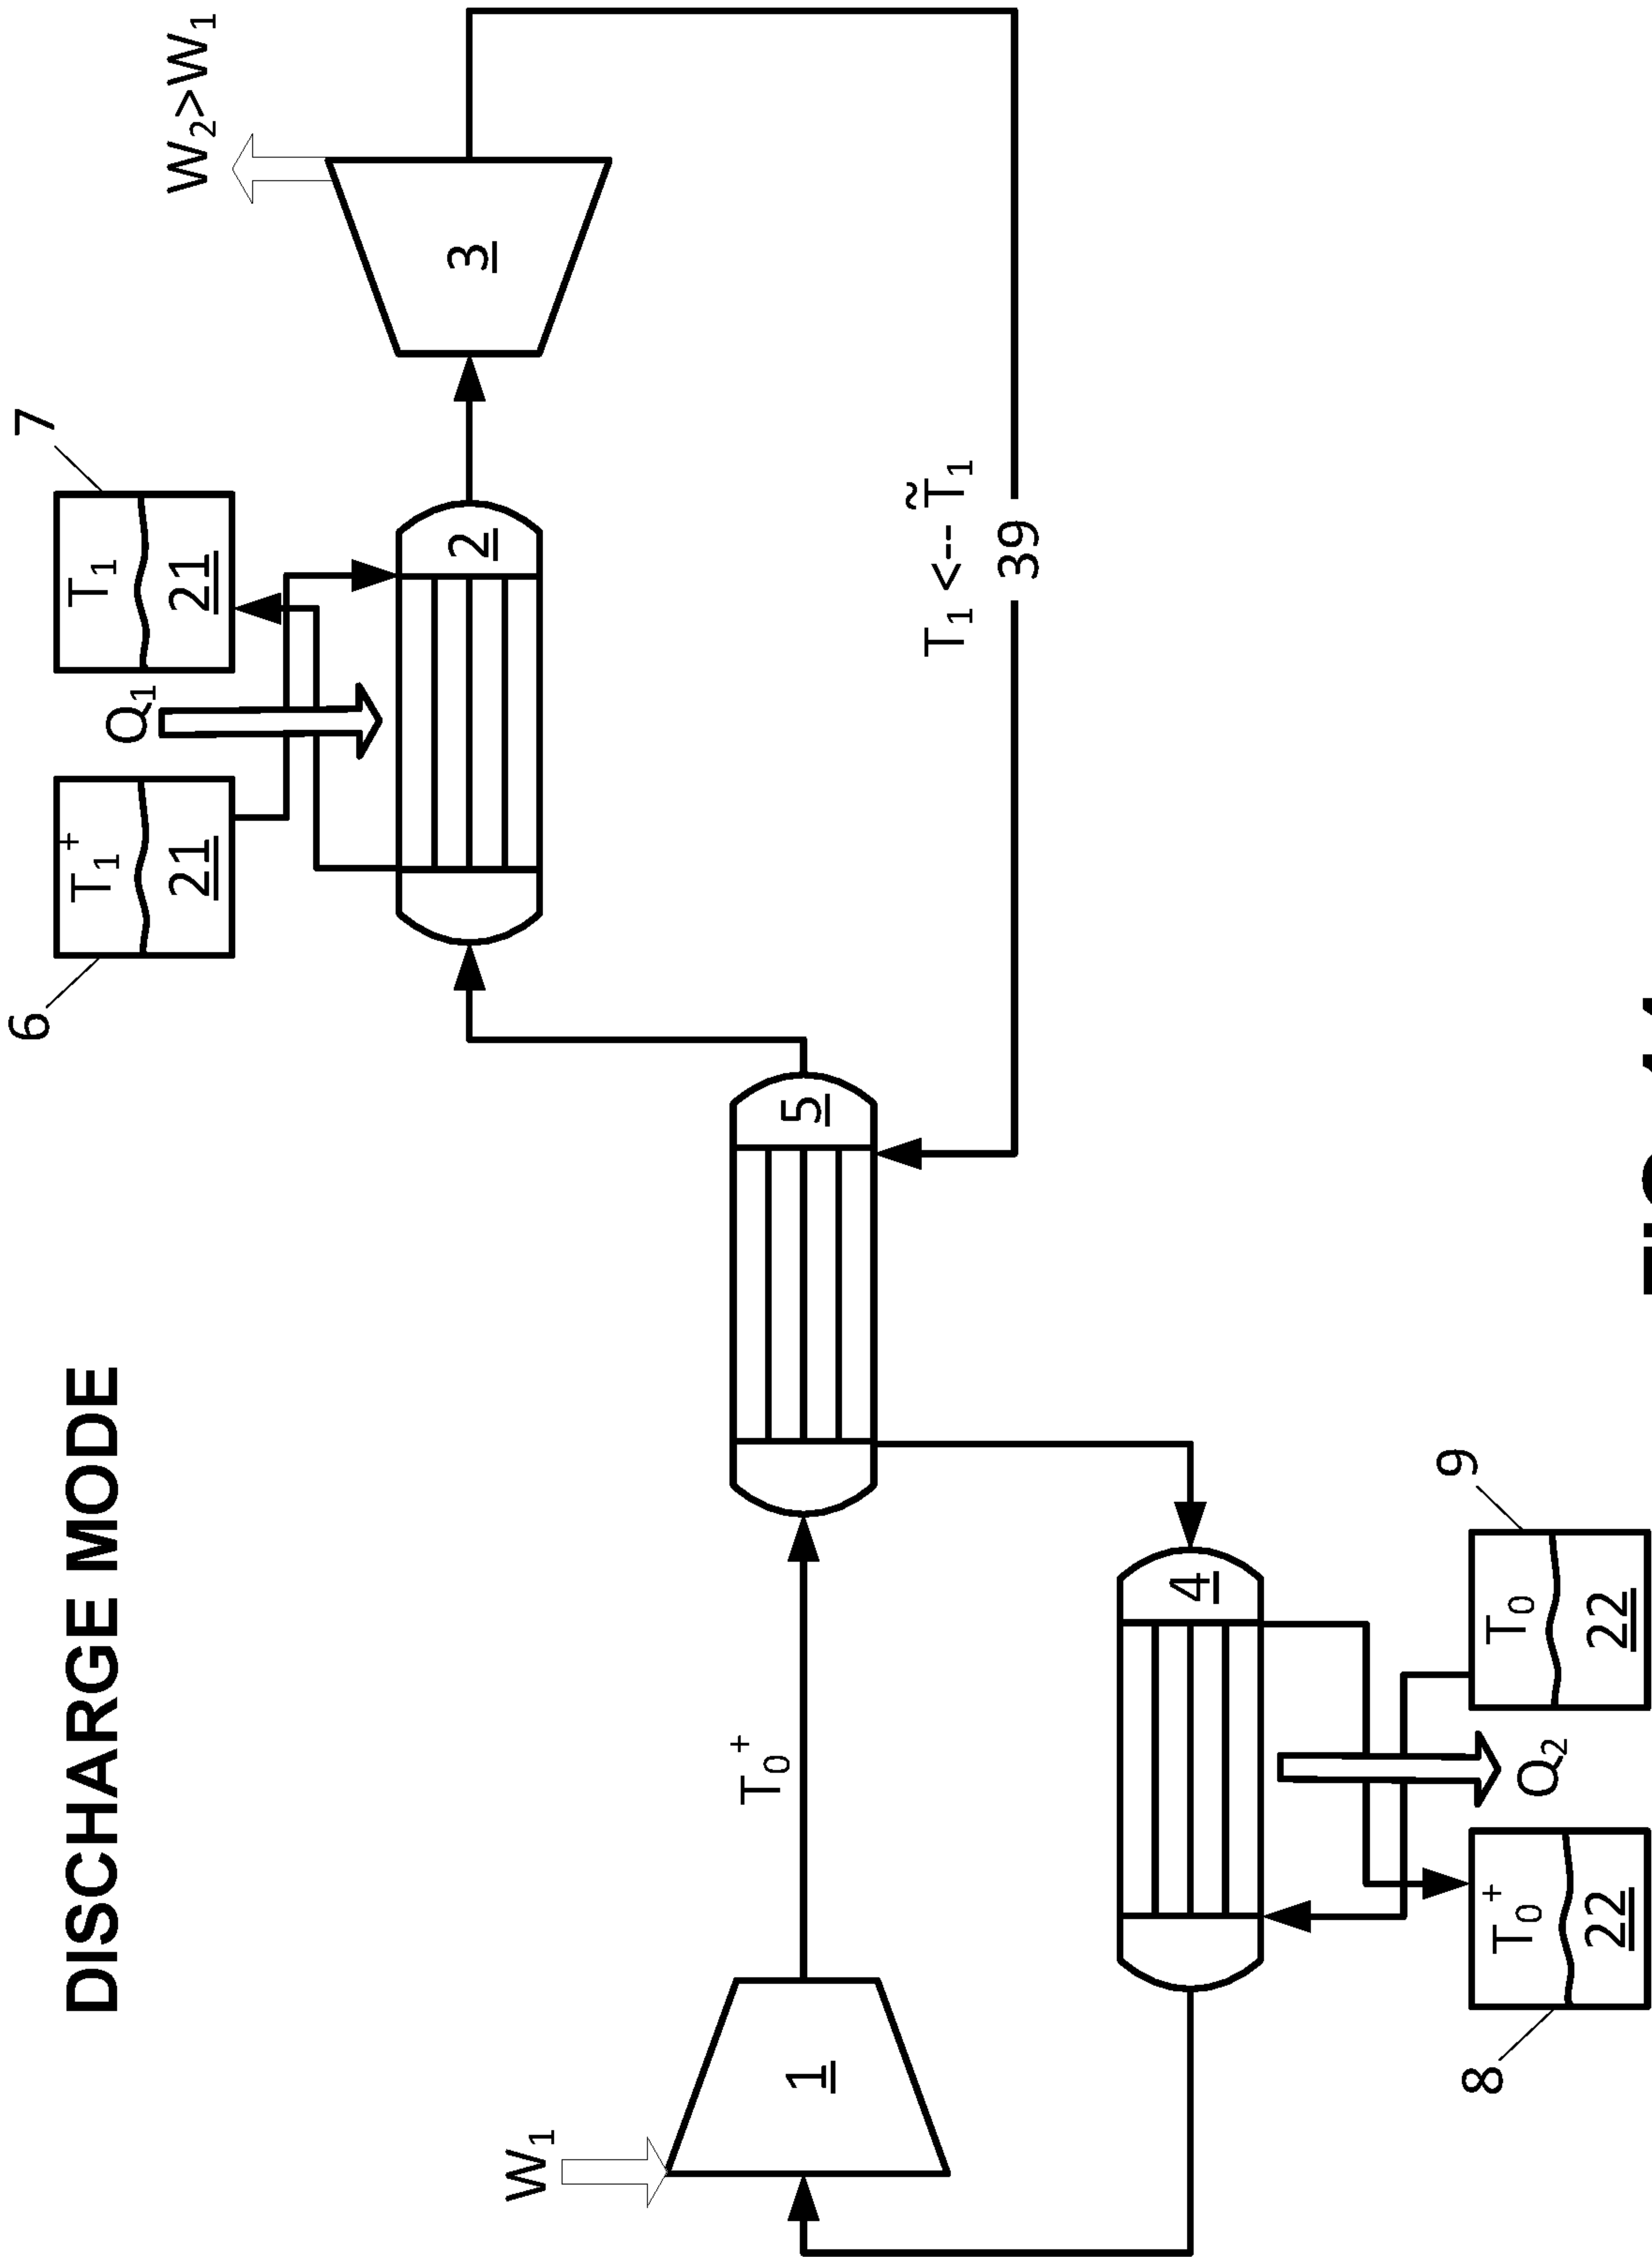 DISCHARGE MODE
6
7
T₁⁺
T₁
21
21
Q₁
W₂>W₁
2
3
W₁
T₀⁺
1
5
T₁ <-- T̃₁
39
4
8
9
T₀⁺
T₀
22
22
Q₂